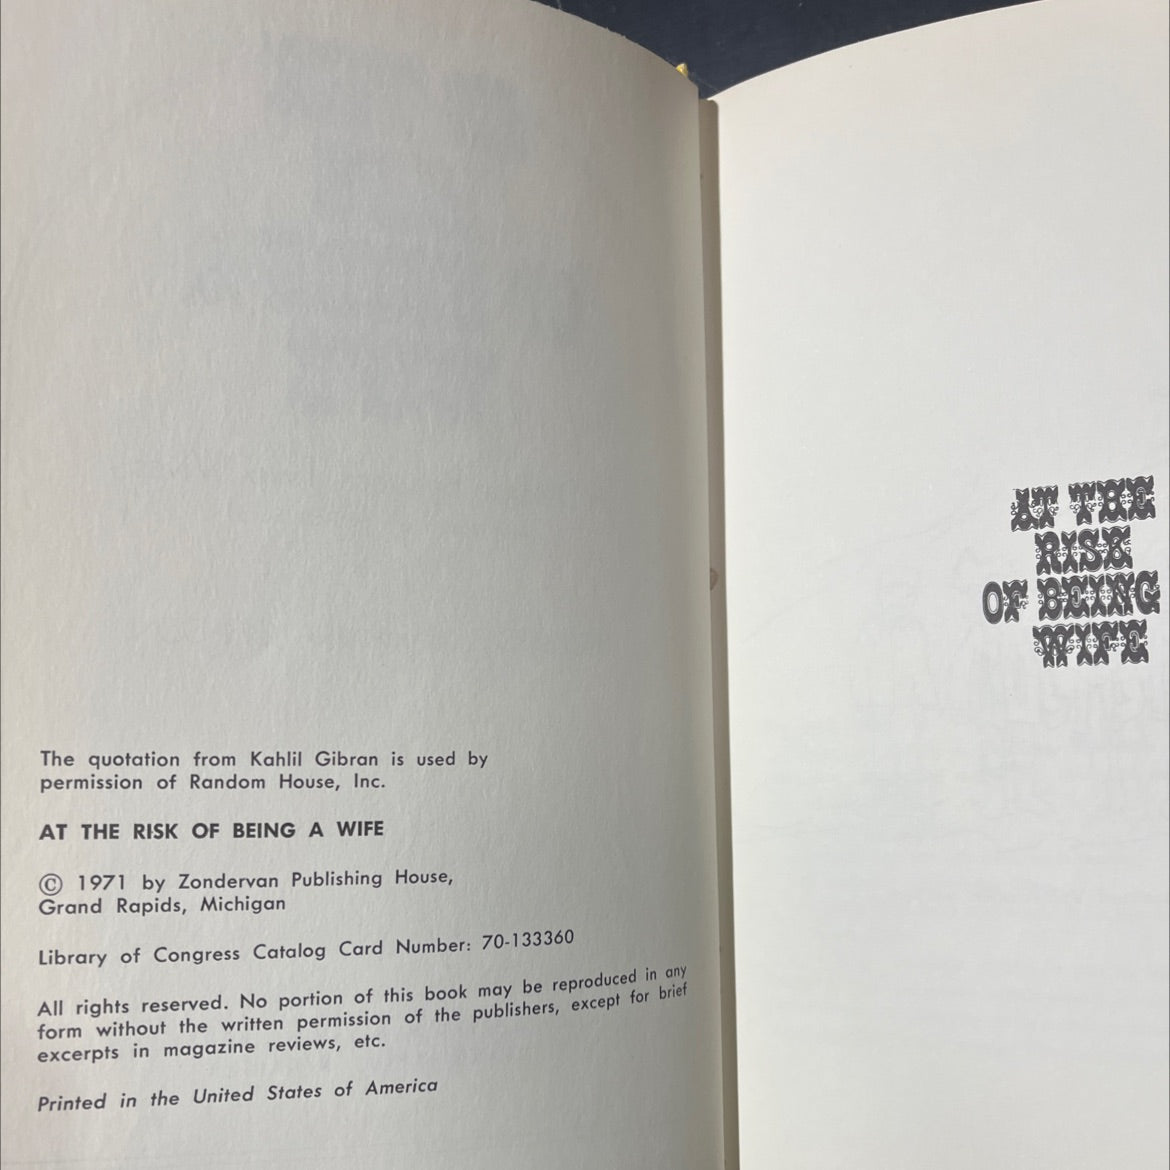 The quotation from Kahlil Gibran is used by
permission of Random House, Inc.
AT THE RISK OF BEING A WIFE
© 1971 by Zondervan Publishing House,
Grand Rapids, Michigan
Library of Congress Catalog Card Number: 70-133360
All rights reserved. No portion of this book may be reproduced in any
form without the written permission of the publishers, except for brief
excerpts in magazine reviews, etc.
Printed in the United States of America
AT THE
RISK
OF BEING
WIFE